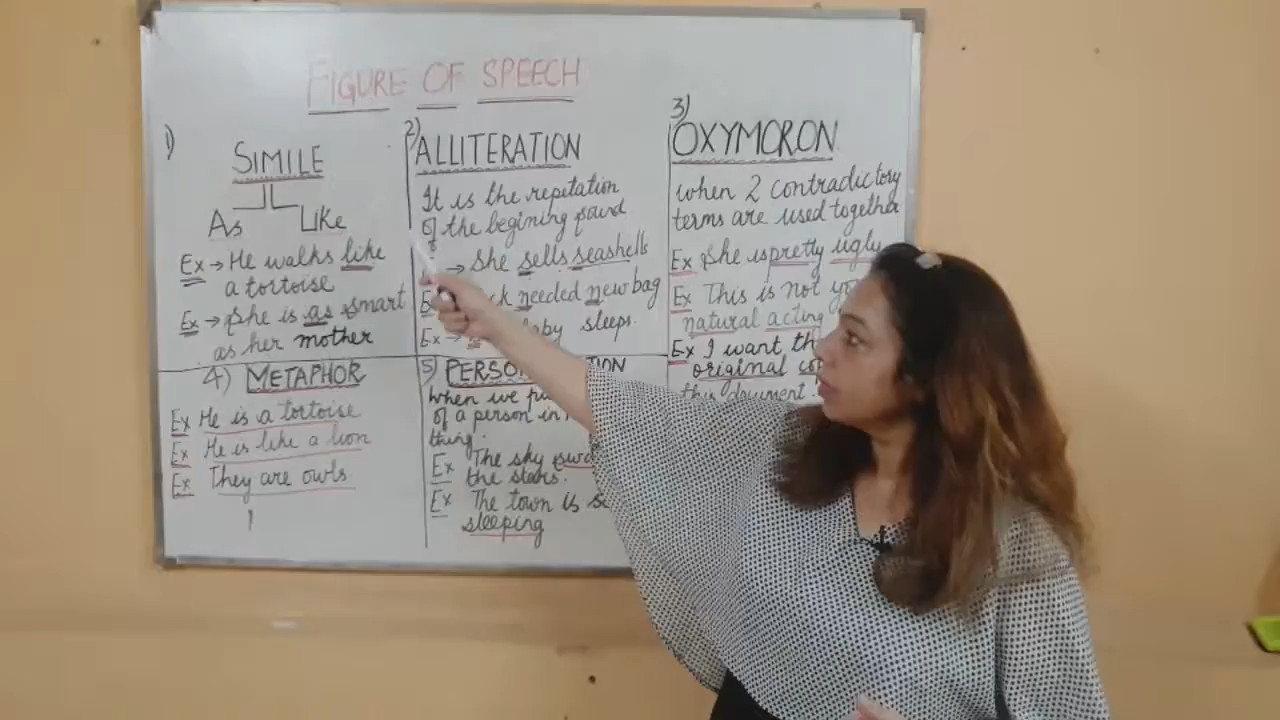 FIGURE OF SPEECH
1)
SIMILE
As Like
Ex → He walks like
a tortoise
Ex → She is as smart
as her mother
2)
ALLITERATION
It is the repetation
of the begining sound
→ She sells seashells
needed new bag
Ex → baby sleeps.
3)
OXYMORON
when 2 contradictory
terms are used together
Ex She is pretty ugly
Ex This is not
natural acting
Ex I want
original
this document.
4) METAPHOR
Ex He is a tortoise
Ex He is like a lion
Ex They are owls
5)
when we
of a person in
thing.
Ex The sky
the stars.
Ex The town is
sleeping